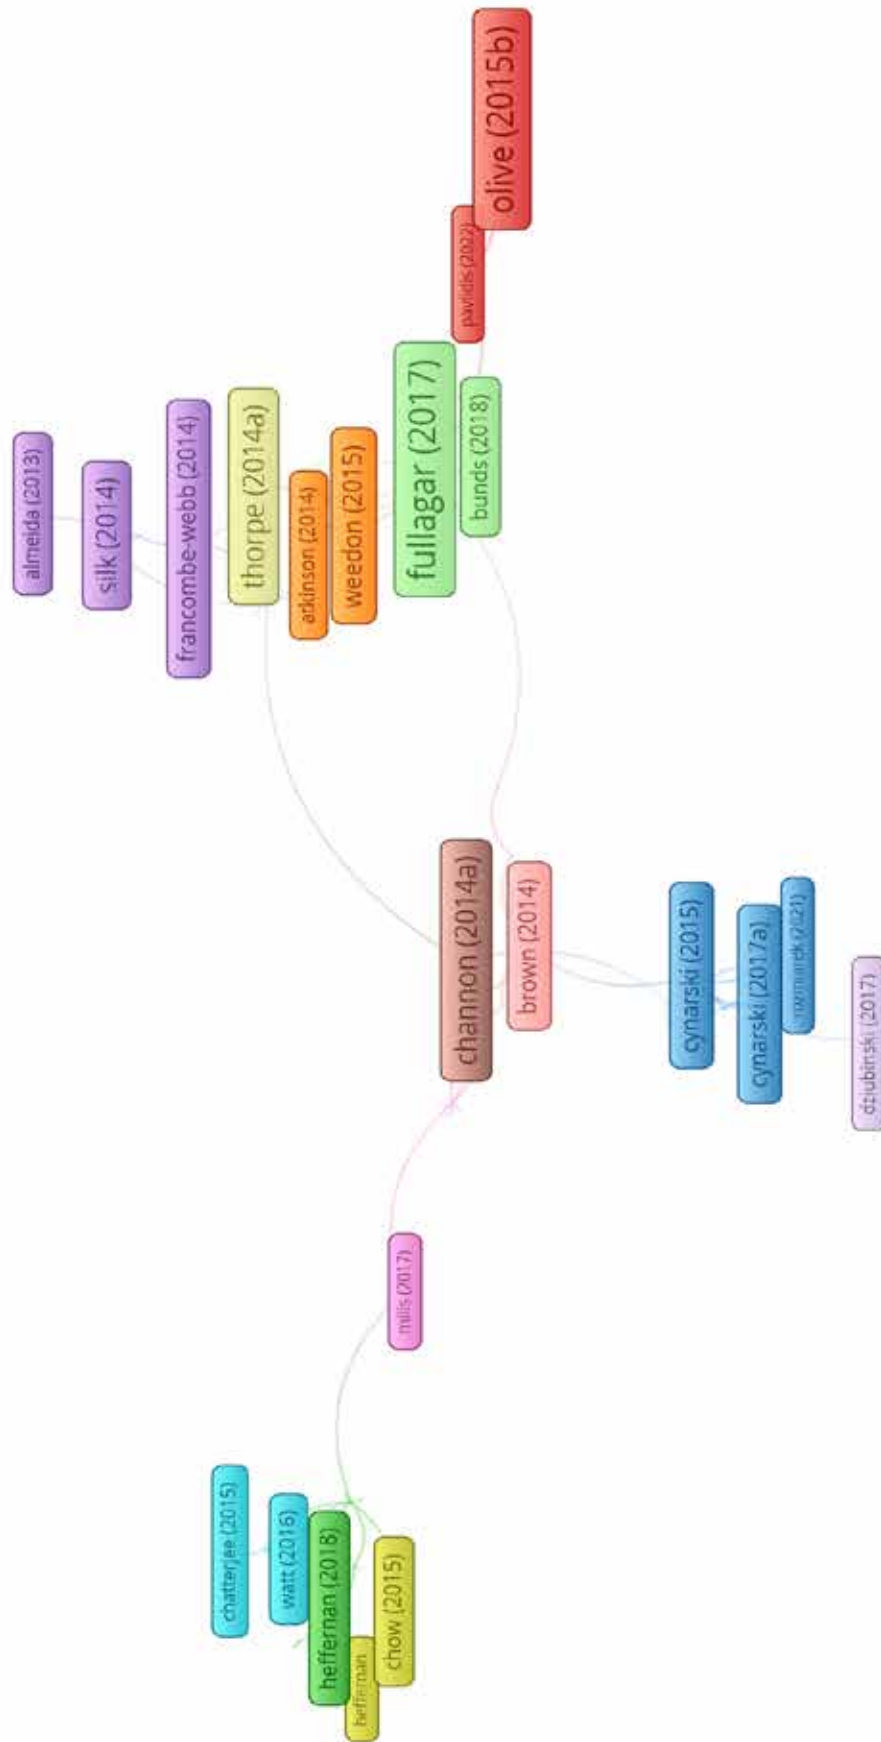 almeida (2013)
silk (2014)
francombe-webb (2014)
chatterjee (2015)
thorpe (2014a)
watt (2016)
atkinson (2014)
heffernan (2018)
weedon (2015)
heffernan
chow (2015)
mills (2017)
fullagar (2017)
channon (2014a)
pavlidis (2022)
bunds (2018)
olive (2015b)
brown (2014)
cynarski (2015)
cynarski (2017a)
(2021)
dziubiński (2017)